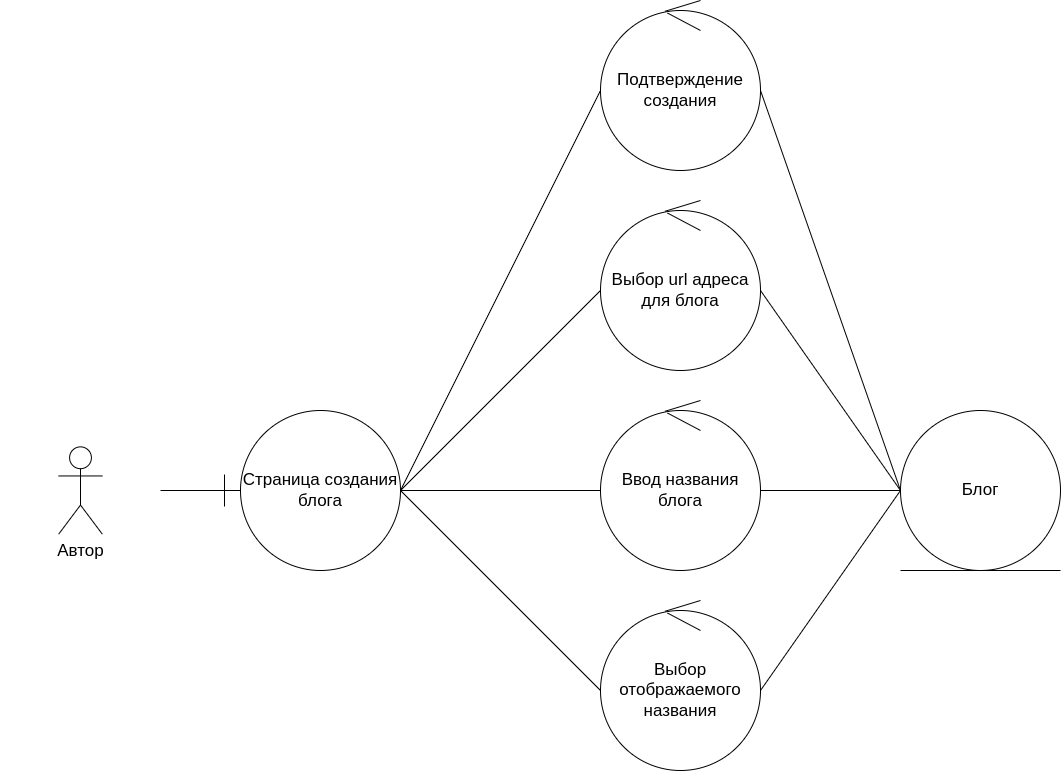 Подтверждение
создания
Выбор url адреса
для блога
Автор
Страница создания
блога
Ввод названия
блога
Блог
Выбор
отображаемого
названия